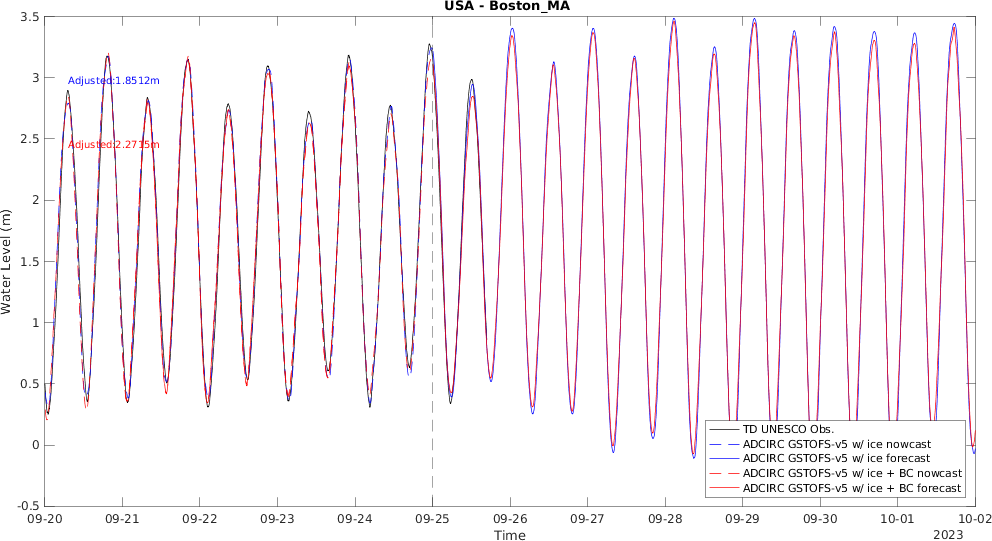 USA - Boston_MA
3.5
3
2.5
2
1.5
1
0.5
0
-0.5
Water Level (m)
Adjusted:1.8512m
Adjusted:2.2715m
TD UNESCO Obs.
ADCIRC GSTOFS-v5 w/ ice nowcast
ADCIRC GSTOFS-v5 w/ ice forecast
ADCIRC GSTOFS-v5 w/ ice + BC nowcast
ADCIRC GSTOFS-v5 w/ ice + BC forecast
09-20 09-21 09-22 09-23 09-24 09-25 09-26 09-27 09-28 09-29 09-30 10-01 10-02
Time
2023